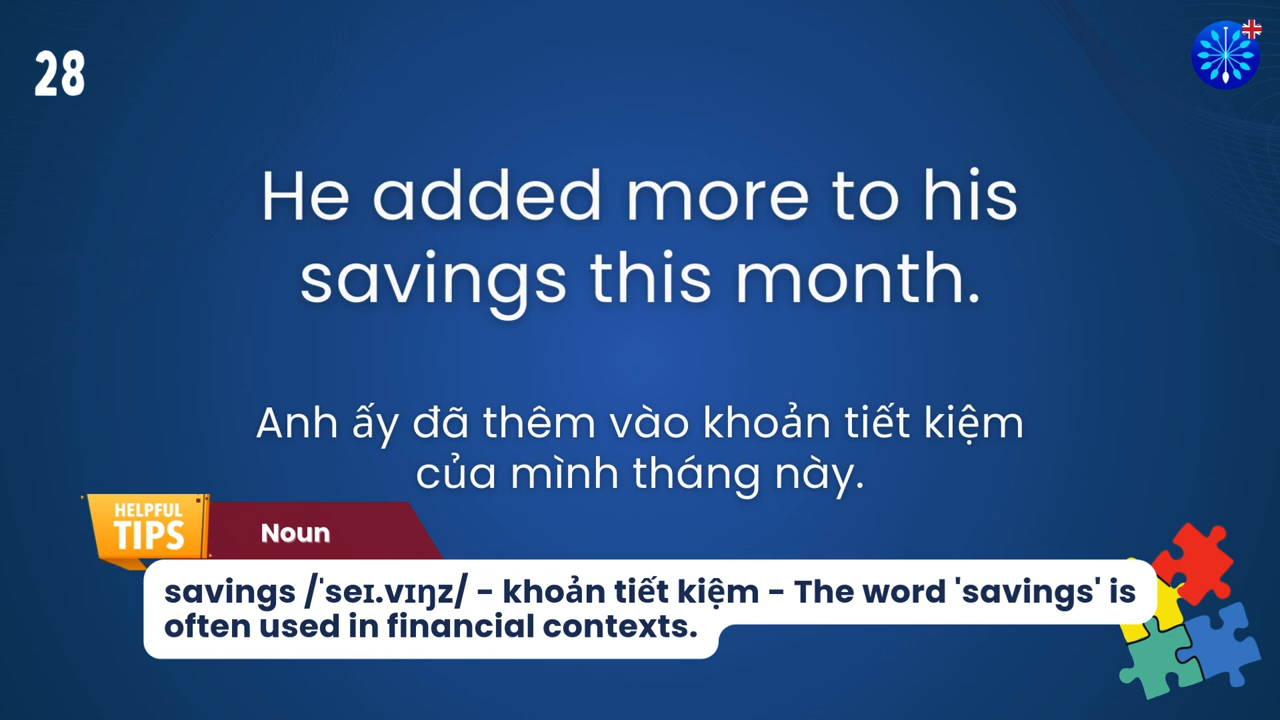 28
He added more to his
savings this month.
Anh ấy đã thêm vào khoản tiết kiệm
của mình tháng này.
HELPFUL
TIPS
Noun
savings /ˈseɪ.vɪŋz/ - khoản tiết kiệm - The word 'savings' is
often used in financial contexts.